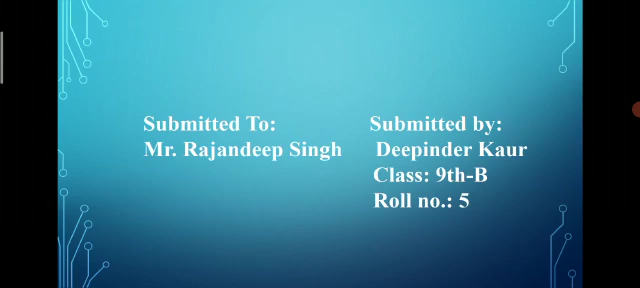 Submitted To:
Mr. Rajandeep Singh
Submitted by:
Deepinder Kaur
Class: 9th-B
Roll no.: 5